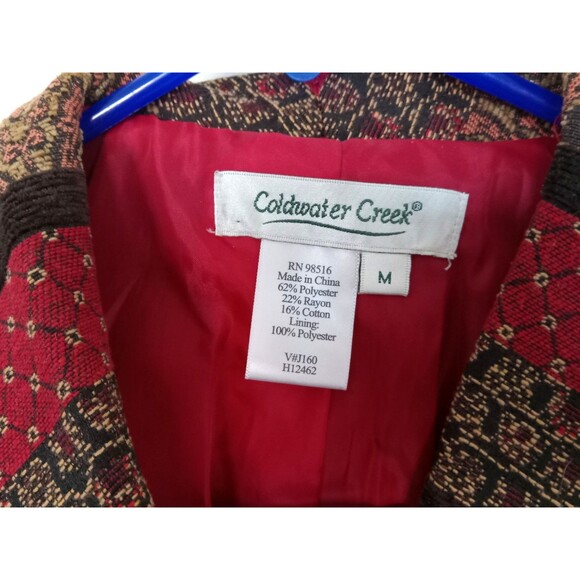 Coldwater Creek®
M
RN 98516
Made in China
62% Polyester
22% Rayon
16% Cotton
Lining:
100% Polyester
V#J160
H12462